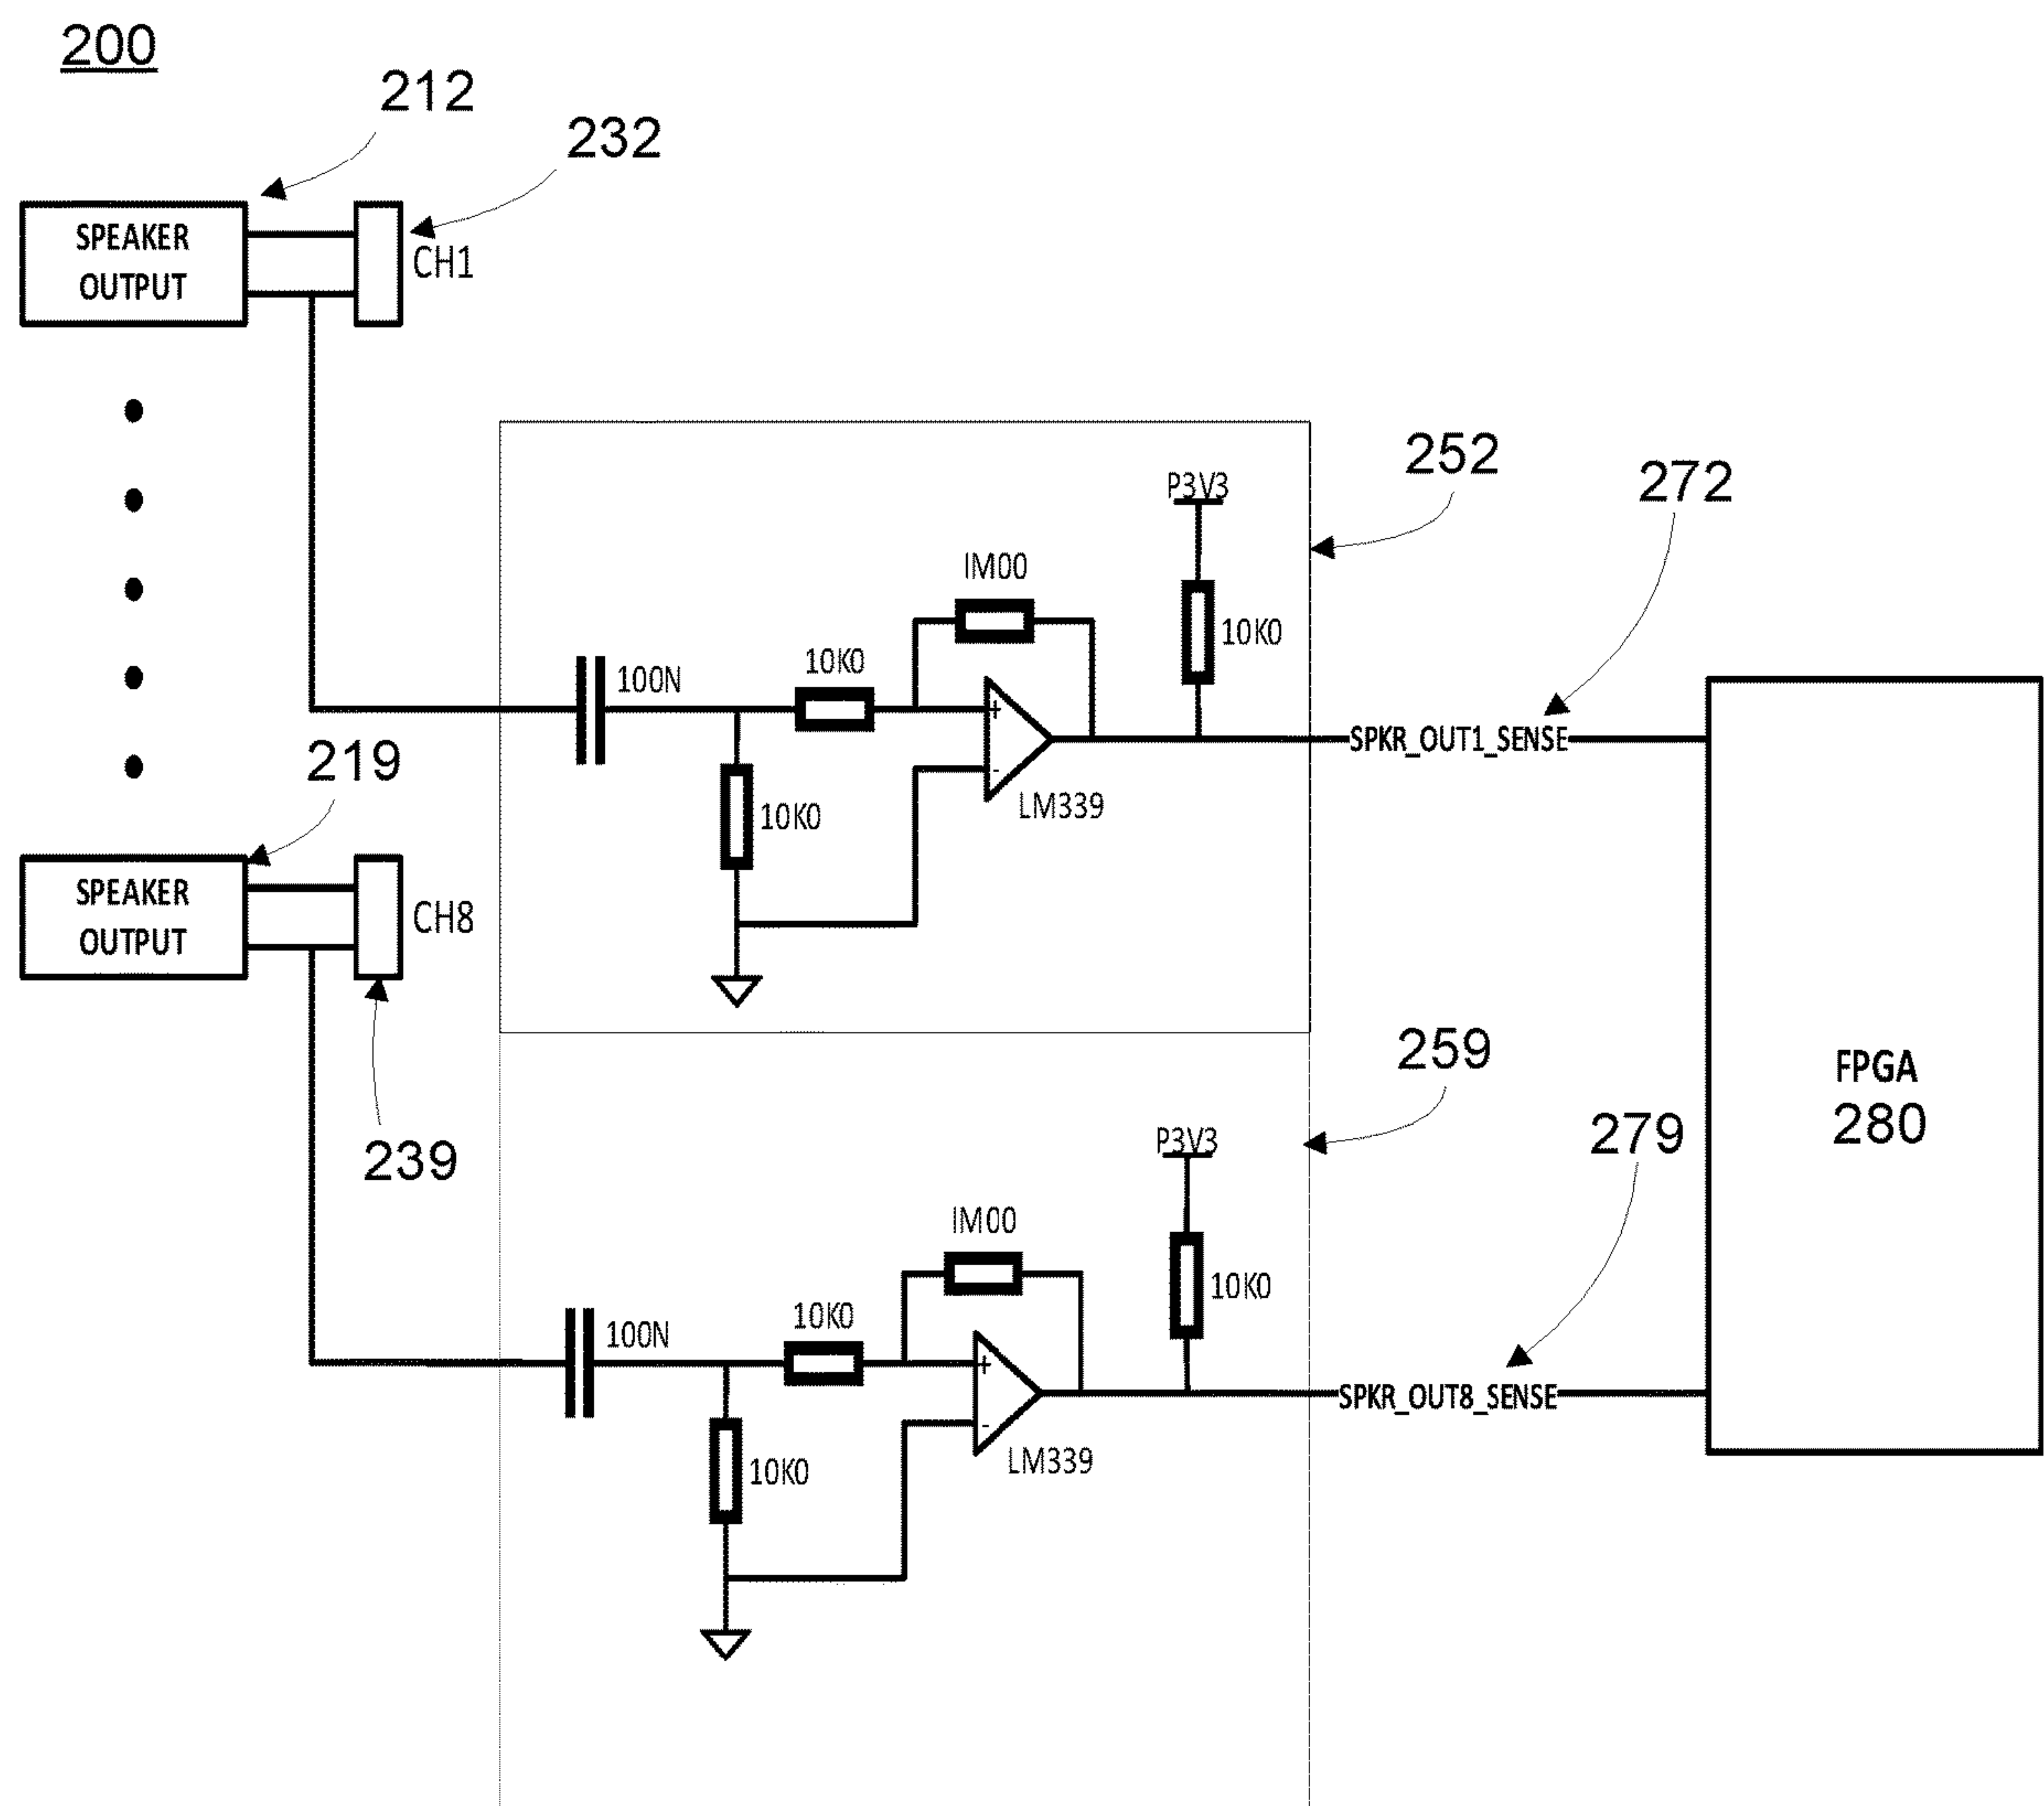 200
212
232
SPEAKER
OUTPUT
CH1
252
272
P3V3
IM00
10K0
10K0
100N
+
SPKR_OUT1_SENSE
-
LM339
10K0
219
SPEAKER
OUTPUT
CH8
239
259
279
FPGA
280
P3V3
IM00
10K0
10K0
100N
+
SPKR_OUT8_SENSE
-
LM339
10K0